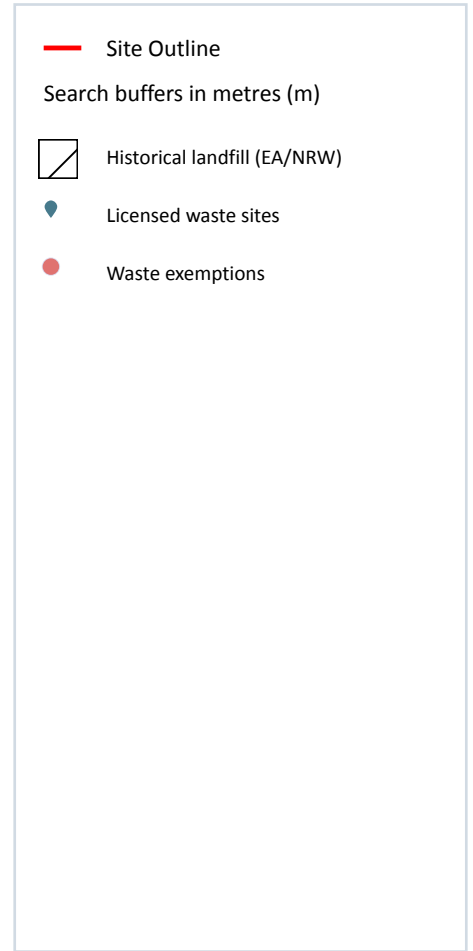 Site Outline
Search buffers in metres (m)
Historical landfill (EA/NRW)
Licensed waste sites
Waste exemptions